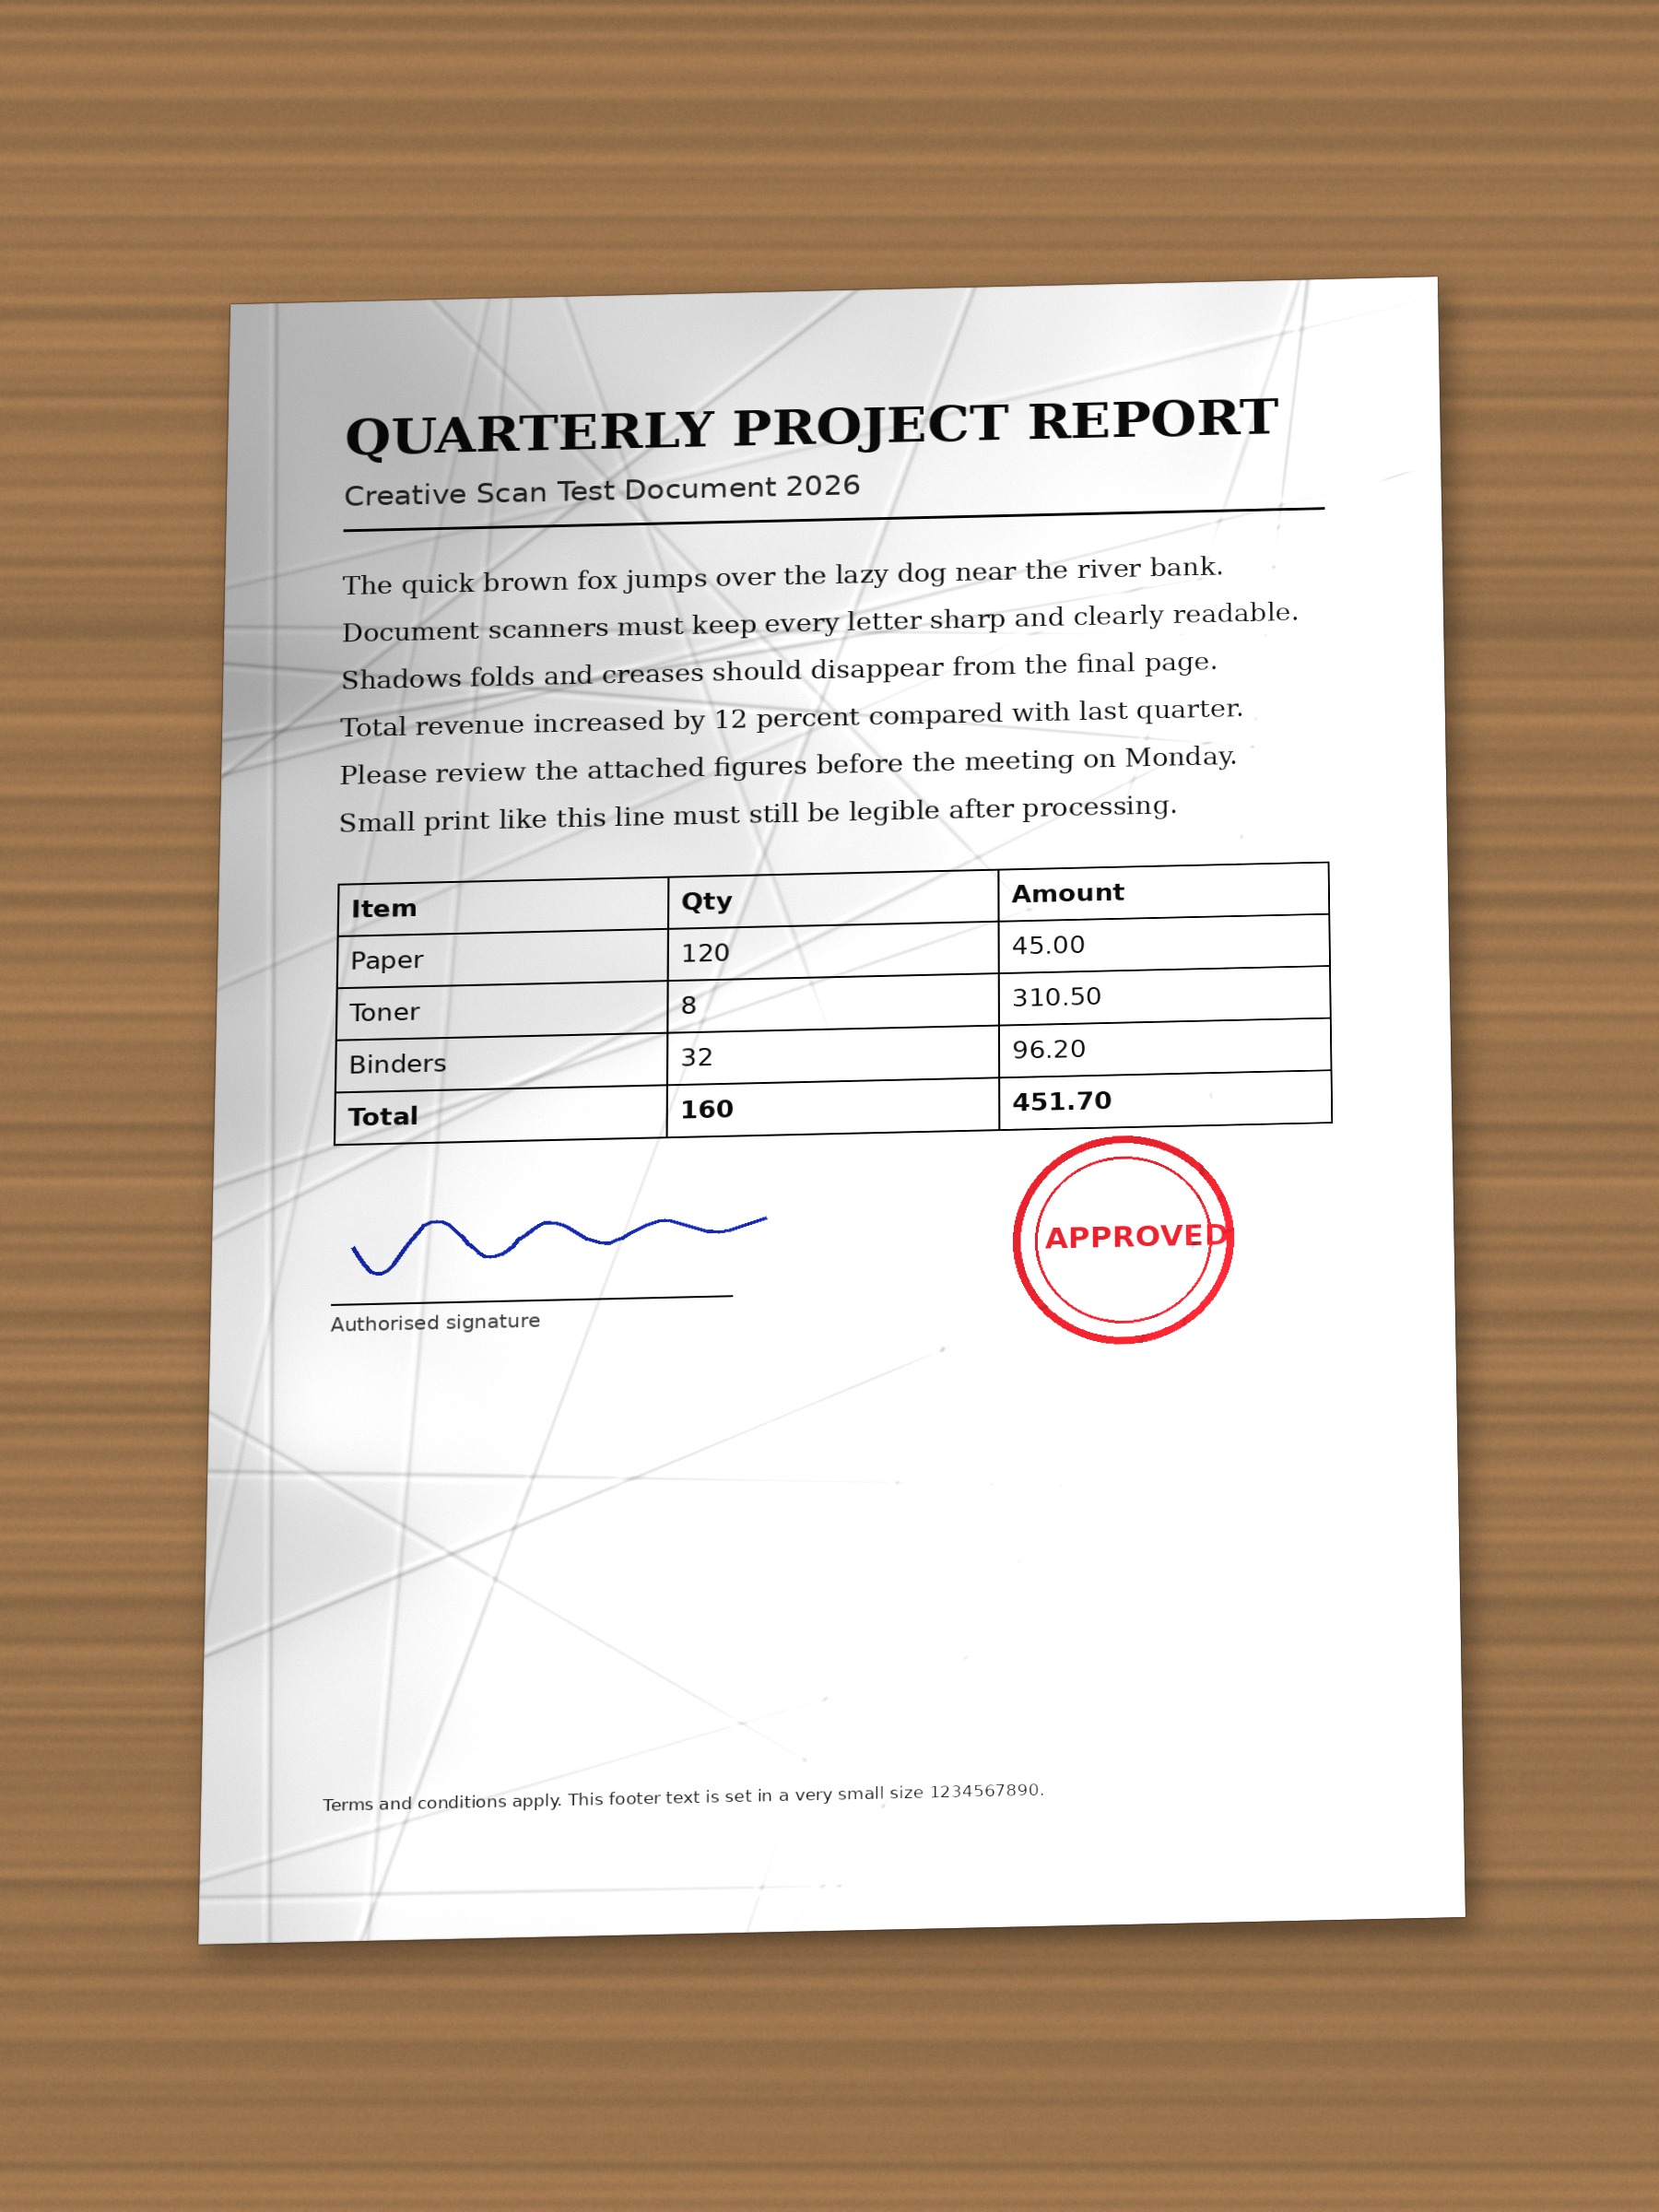 QUARTERLY PROJECT REPORT
Creative Scan Test Document 2026
The quick brown fox jumps over the lazy dog near the river bank.
Document scanners must keep every letter sharp and clearly readable.
Shadows folds and creases should disappear from the final page.
Total revenue increased by 12 percent compared with last quarter.
Please review the attached figures before the meeting on Monday.
Small print like this line must still be legible after processing.
Item Qty Amount
Paper 120 45.00
Toner 8 310.50
Binders 32 96.20
Total 160 451.70
APPROVED
Authorised signature
Terms and conditions apply. This footer text is set in a very small size 1234567890.